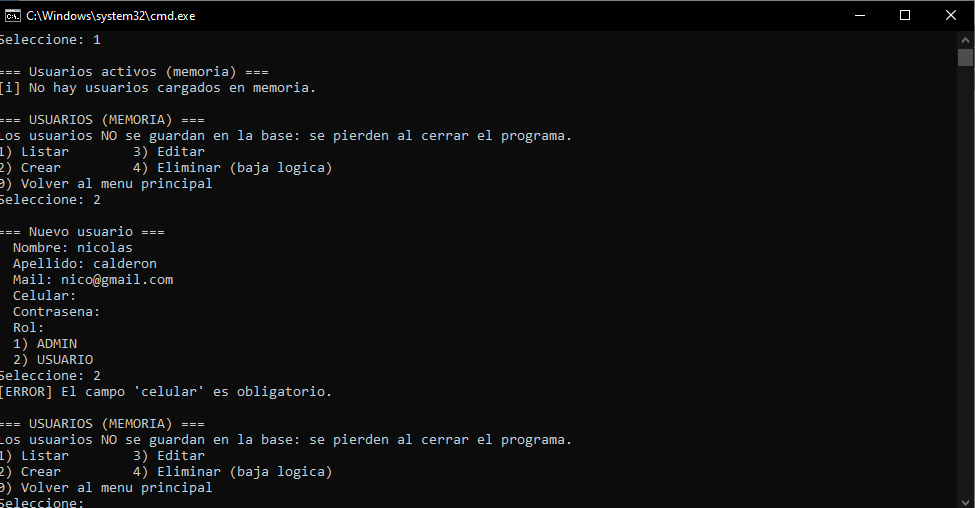 C:\Windows\system32\cmd.exe
Seleccione: 1
=== Usuarios activos (memoria) ===
[i] No hay usuarios cargados en memoria.
=== USUARIOS (MEMORIA) ===
Los usuarios NO se guardan en la base: se pierden al cerrar el programa.
1) Listar 3) Editar
2) Crear 4) Eliminar (baja logica)
0) Volver al menu principal
Seleccione: 2
=== Nuevo usuario ===
Nombre: nicolas
Apellido: calderon
Mail: nico@gmail.com
Celular:
Contrasena:
Rol:
1) ADMIN
2) USUARIO
Seleccione: 2
[ERROR] El campo 'celular' es obligatorio.
=== USUARIOS (MEMORIA) ===
Los usuarios NO se guardan en la base: se pierden al cerrar el programa.
1) Listar 3) Editar
2) Crear 4) Eliminar (baja logica)
0) Volver al menu principal
Seleccione: